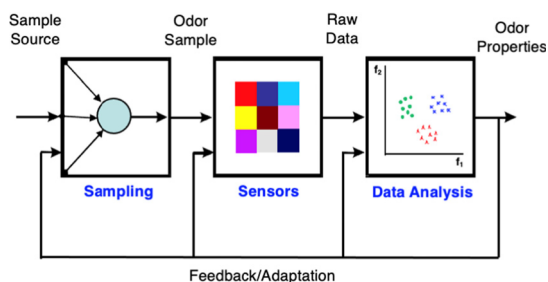 Sample
Source
Odor
Sample
Raw
Data
Odor
Properties
f2
f1
Sampling
Sensors
Data Analysis
Feedback/Adaptation